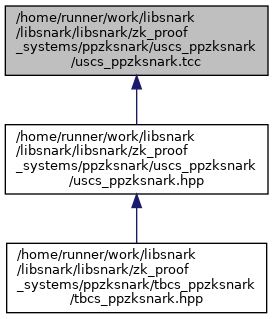 /home/runner/work/libsnark
/libsnark/libsnark/zk_proof
_systems/ppzksnark/uscs_ppzksnark
/uscs_ppzksnark.tcc
/home/runner/work/libsnark
/libsnark/libsnark/zk_proof
_systems/ppzksnark/uscs_ppzksnark
/uscs_ppzksnark.hpp
/home/runner/work/libsnark
/libsnark/libsnark/zk_proof
_systems/ppzksnark/tbcs_ppzksnark
/tbcs_ppzksnark.hpp